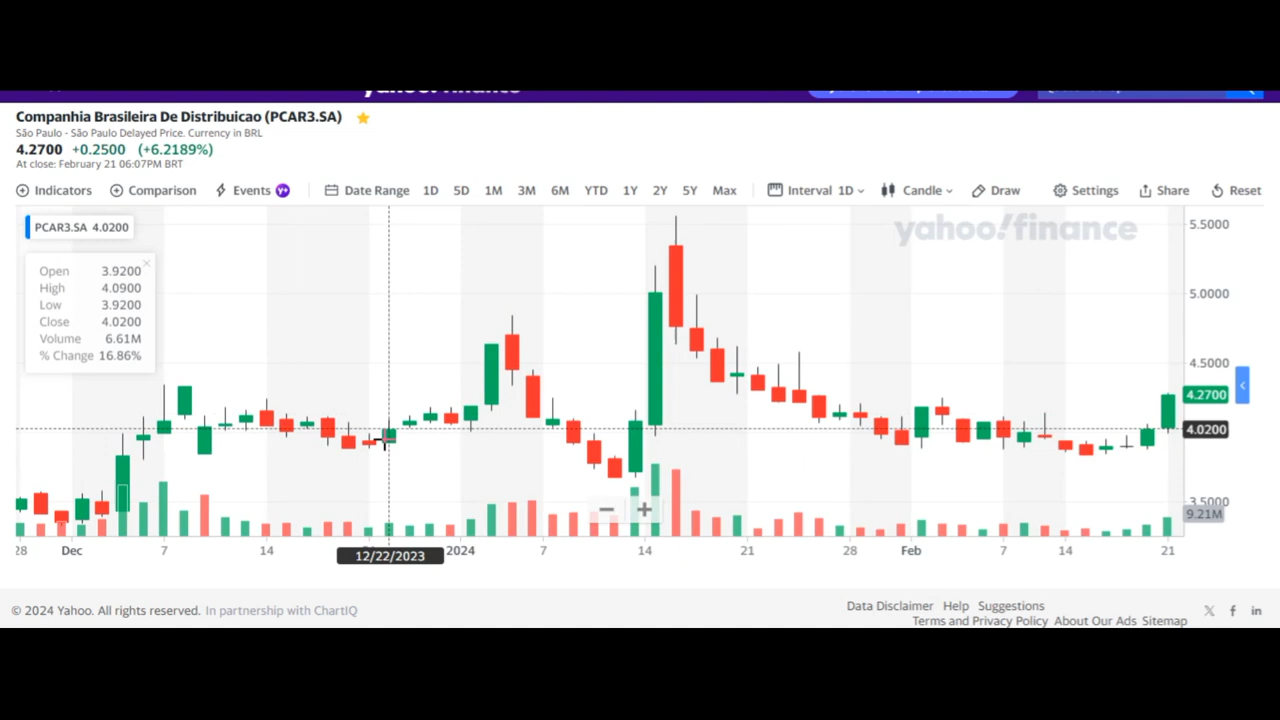 yahoo! finance
Companhia Brasileira De Distribuicao (PCAR3.SA)
São Paulo - São Paulo Delayed Price. Currency in BRL
4.2700 +0.2500 (+6.2189%)
At close: February 21 06:07PM BRT
Indicators Comparison Events Y+ Date Range 1D 5D 1M 3M 6M YTD 1Y 2Y 5Y Max Interval 1D Candle Draw Settings Share Reset
PCAR3.SA 4.0200
yahoo!finance
Open 3.9200
High 4.0900
Low 3.9200
Close 4.0200
Volume 6.61M
% Change 16.86%
5.5000
5.0000
4.5000
4.2700
4.0200
3.5000
9.21M
28 Dec 7 14 12/22/2023 2024 7 14 21 28 Feb 7 14 21
© 2024 Yahoo. All rights reserved. In partnership with ChartIQ
Data Disclaimer Help Suggestions
Terms and Privacy Policy About Our Ads Sitemap